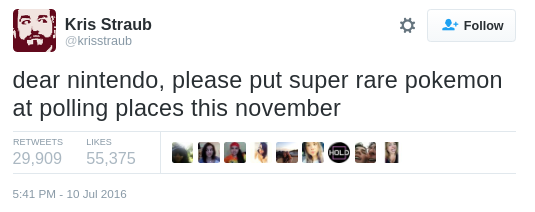 Kris Straub
@krisstraub
Follow
dear nintendo, please put super rare pokemon
at polling places this november
RETWEETS LIKES
29,909 55,375
HOLD
5:41 PM - 10 Jul 2016